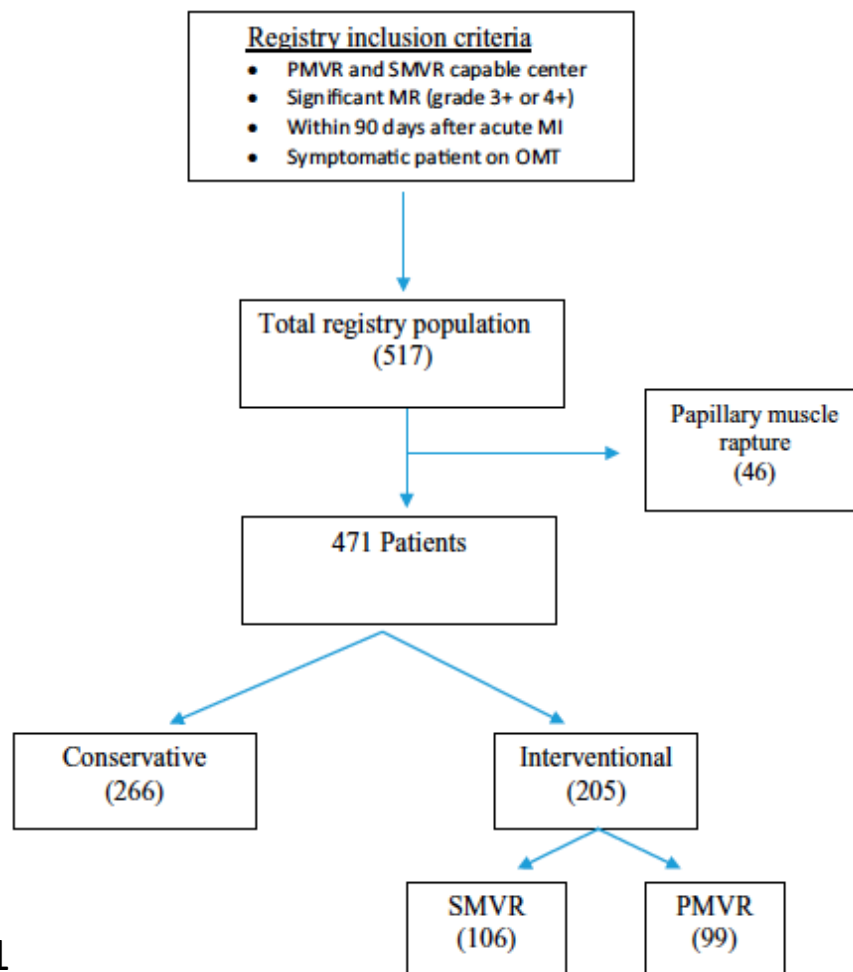 Registry inclusion criteria
• PMVR and SMVR capable center
• Significant MR (grade 3+ or 4+)
• Within 90 days after acute MI
• Symptomatic patient on OMT
Total registry population
(517)
Papillary muscle
rapture
(46)
471 Patients
Conservative
(266)
Interventional
(205)
SMVR
(106)
PMVR
(99)
1